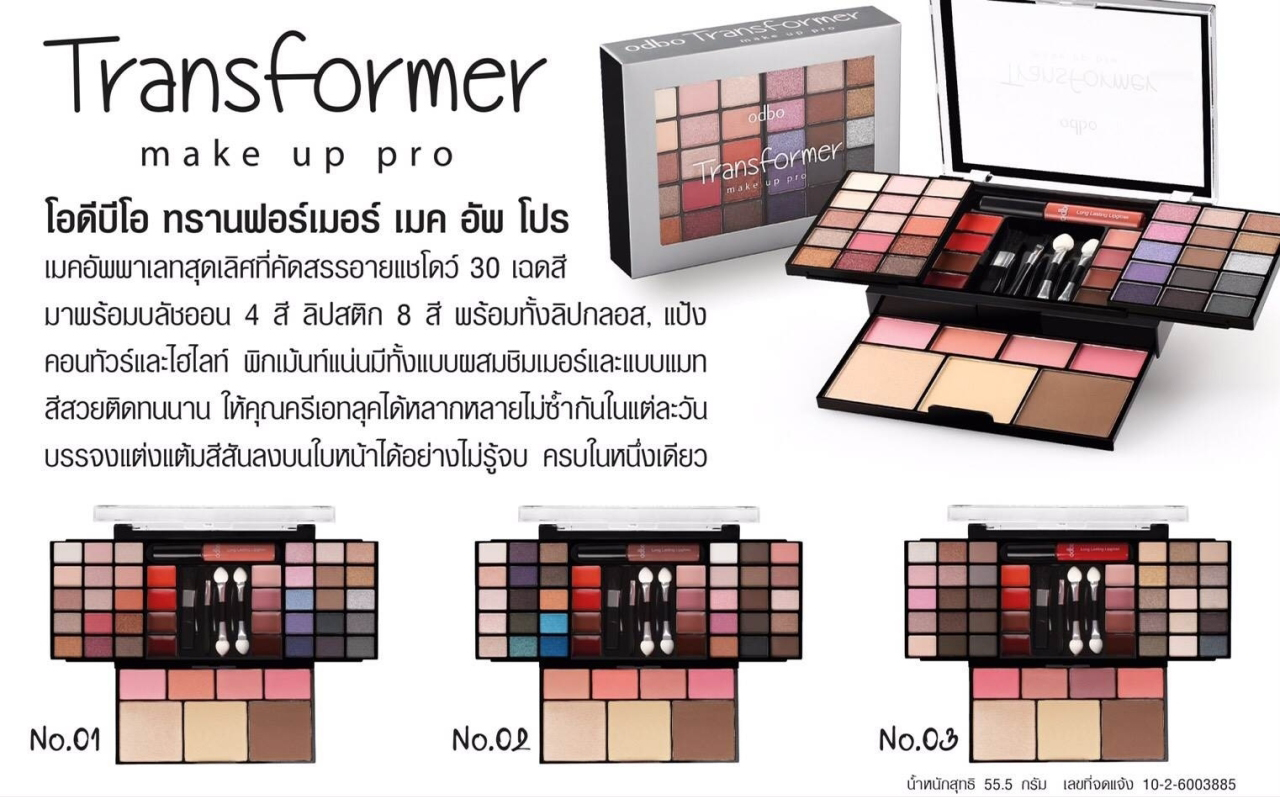 Transformer
make up pro
โอดีบีโอ ทรานฟอร์เมอร์ เมค อัพ โปร
เมคอัพพาเลทสุดเลิศที่คัดสรรอายแชโดว์ 30 เฉดสี
มาพร้อมบลัชออน 4 สี ลิปสติก 8 สี พร้อมทั้งลิปกลอส, แป้ง
คอนทัวร์และไฮไลท์ พิกเม้นท์แน่นมีทั้งแบบผสมชิมเมอร์และแบบแมท
สีสวยติดทนนาน ให้คุณครีเอทลุคได้หลากหลายไม่ซ้ำกันในแต่ละวัน
บรรจงแต่งแต้มสีสันลงบนใบหน้าได้อย่างไม่รู้จบ ครบในหนึ่งเดียว
odbo Transformer
make up pro
odbo
Transformer
make up pro
Transformer
odbo
Long Lasting Lipgloss
odbo
No.01
No.02
No.03
น้ำหนักสุทธิ 55.5 กรัม เลขที่จดแจ้ง 10-2-6003885